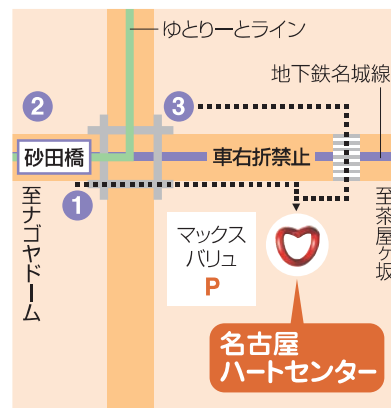 ゆとりーとライン
地下鉄名城線
2
3
砂田橋
車右折禁止
1
至ナゴヤドーム
至茶屋ヶ坂
マックス
バリュ
P
名古屋
ハートセンター